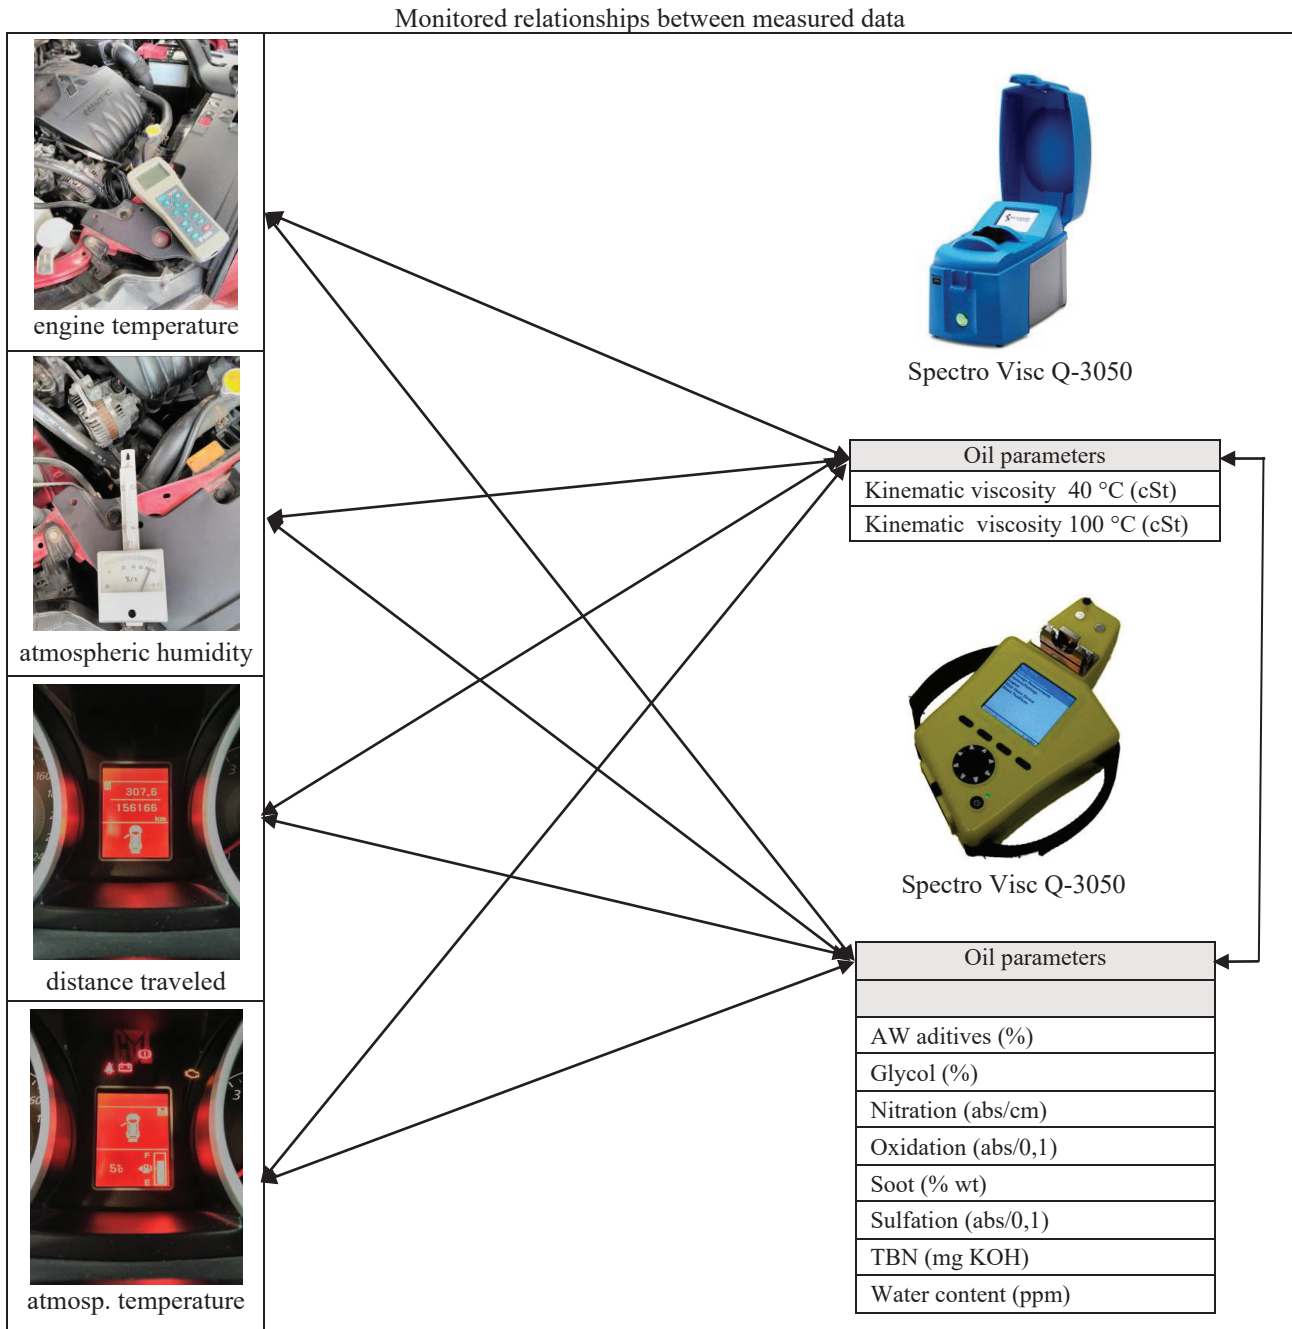 Monitored relationships between measured data
engine temperature
atmospheric humidity
307.6
156166
km
distance traveled
F
5°c
E
atmosp. temperature
Spectro Visc Q-3050
Oil parameters
Kinematic viscosity 40 °C (cSt)
Kinematic viscosity 100 °C (cSt)
Spectro Visc Q-3050
Oil parameters
AW aditives (%)
Glycol (%)
Nitration (abs/cm)
Oxidation (abs/0,1)
Soot (% wt)
Sulfation (abs/0,1)
TBN (mg KOH)
Water content (ppm)